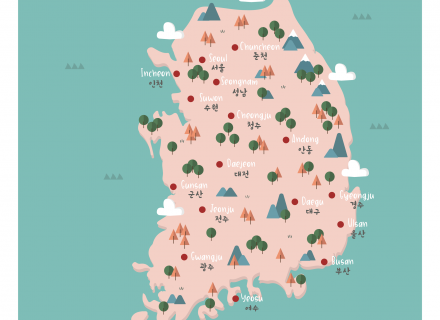 Chuncheon
춘천
Seoul
서울
Incheon
인천
Seongnam
성남
Suwon
수원
Cheongju
청주
Andong
안동
Daejeon
대전
Gunsan
군산
Gyeongju
경주
Daegu
대구
Jeonju
전주
Ulsan
울산
Gwangju
광주
Busan
부산
Yeosu
여수